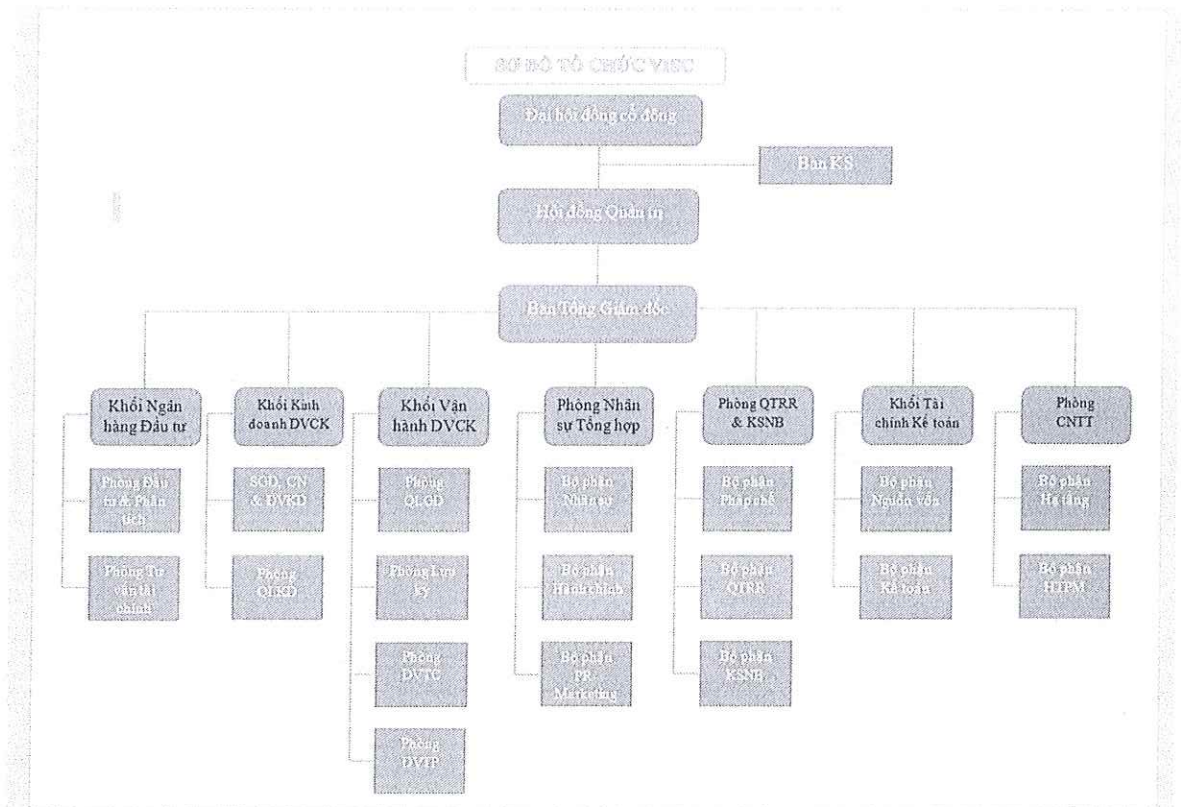 SƠ ĐỒ TỔ CHỨC VISC
Đại hội đồng cổ đông
Ban KS
Hội đồng Quản trị
Ban Tổng Giám đốc
Khối Ngân
hàng Đầu tư
Khối Kinh
doanh DVCK
Khối Vận
hành DVCK
Phòng Nhân
sự Tổng hợp
Phòng QTRR
& KSNB
Khối Tài
chính Kế toán
Phòng
CNTT
Phòng Đầu
tư & Phân
tích
SGD, CN
& ĐVKD
Phòng
QLGD
Bộ phận
Nhân sự
Bộ phận
Pháp chế
Bộ phận
Nguồn vốn
Bộ phận
Hạ tầng
Phòng Tư
vấn tài
chính
Phòng
QLKD
Phòng Lưu
ký
Bộ phận
Hành chính
Bộ phận
QTRR
Bộ phận
Kế toán
Bộ phận
HTPM
Phòng
DVTC
Bộ phận
PR
Marketing
Bộ phận
KSNB
Phòng